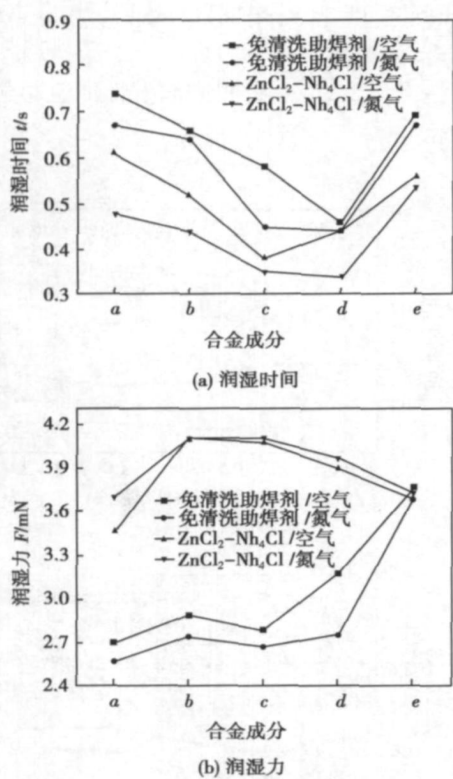 0.9
0.8
0.7
0.6
0.5
0.4
0.3
润湿时间 t/s
免清洗助焊剂/空气
免清洗助焊剂/氮气
ZnCl₂-Nh₄Cl/空气
ZnCl₂-Nh₄Cl/氮气
a b c d e
合金成分
(a) 润湿时间
4.2
3.9
3.6
3.3
3.0
2.7
2.4
润湿力 F/mN
免清洗助焊剂/空气
免清洗助焊剂/氮气
ZnCl₂-Nh₄Cl/空气
ZnCl₂-Nh₄Cl/氮气
a b c d e
合金成分
(b) 润湿力